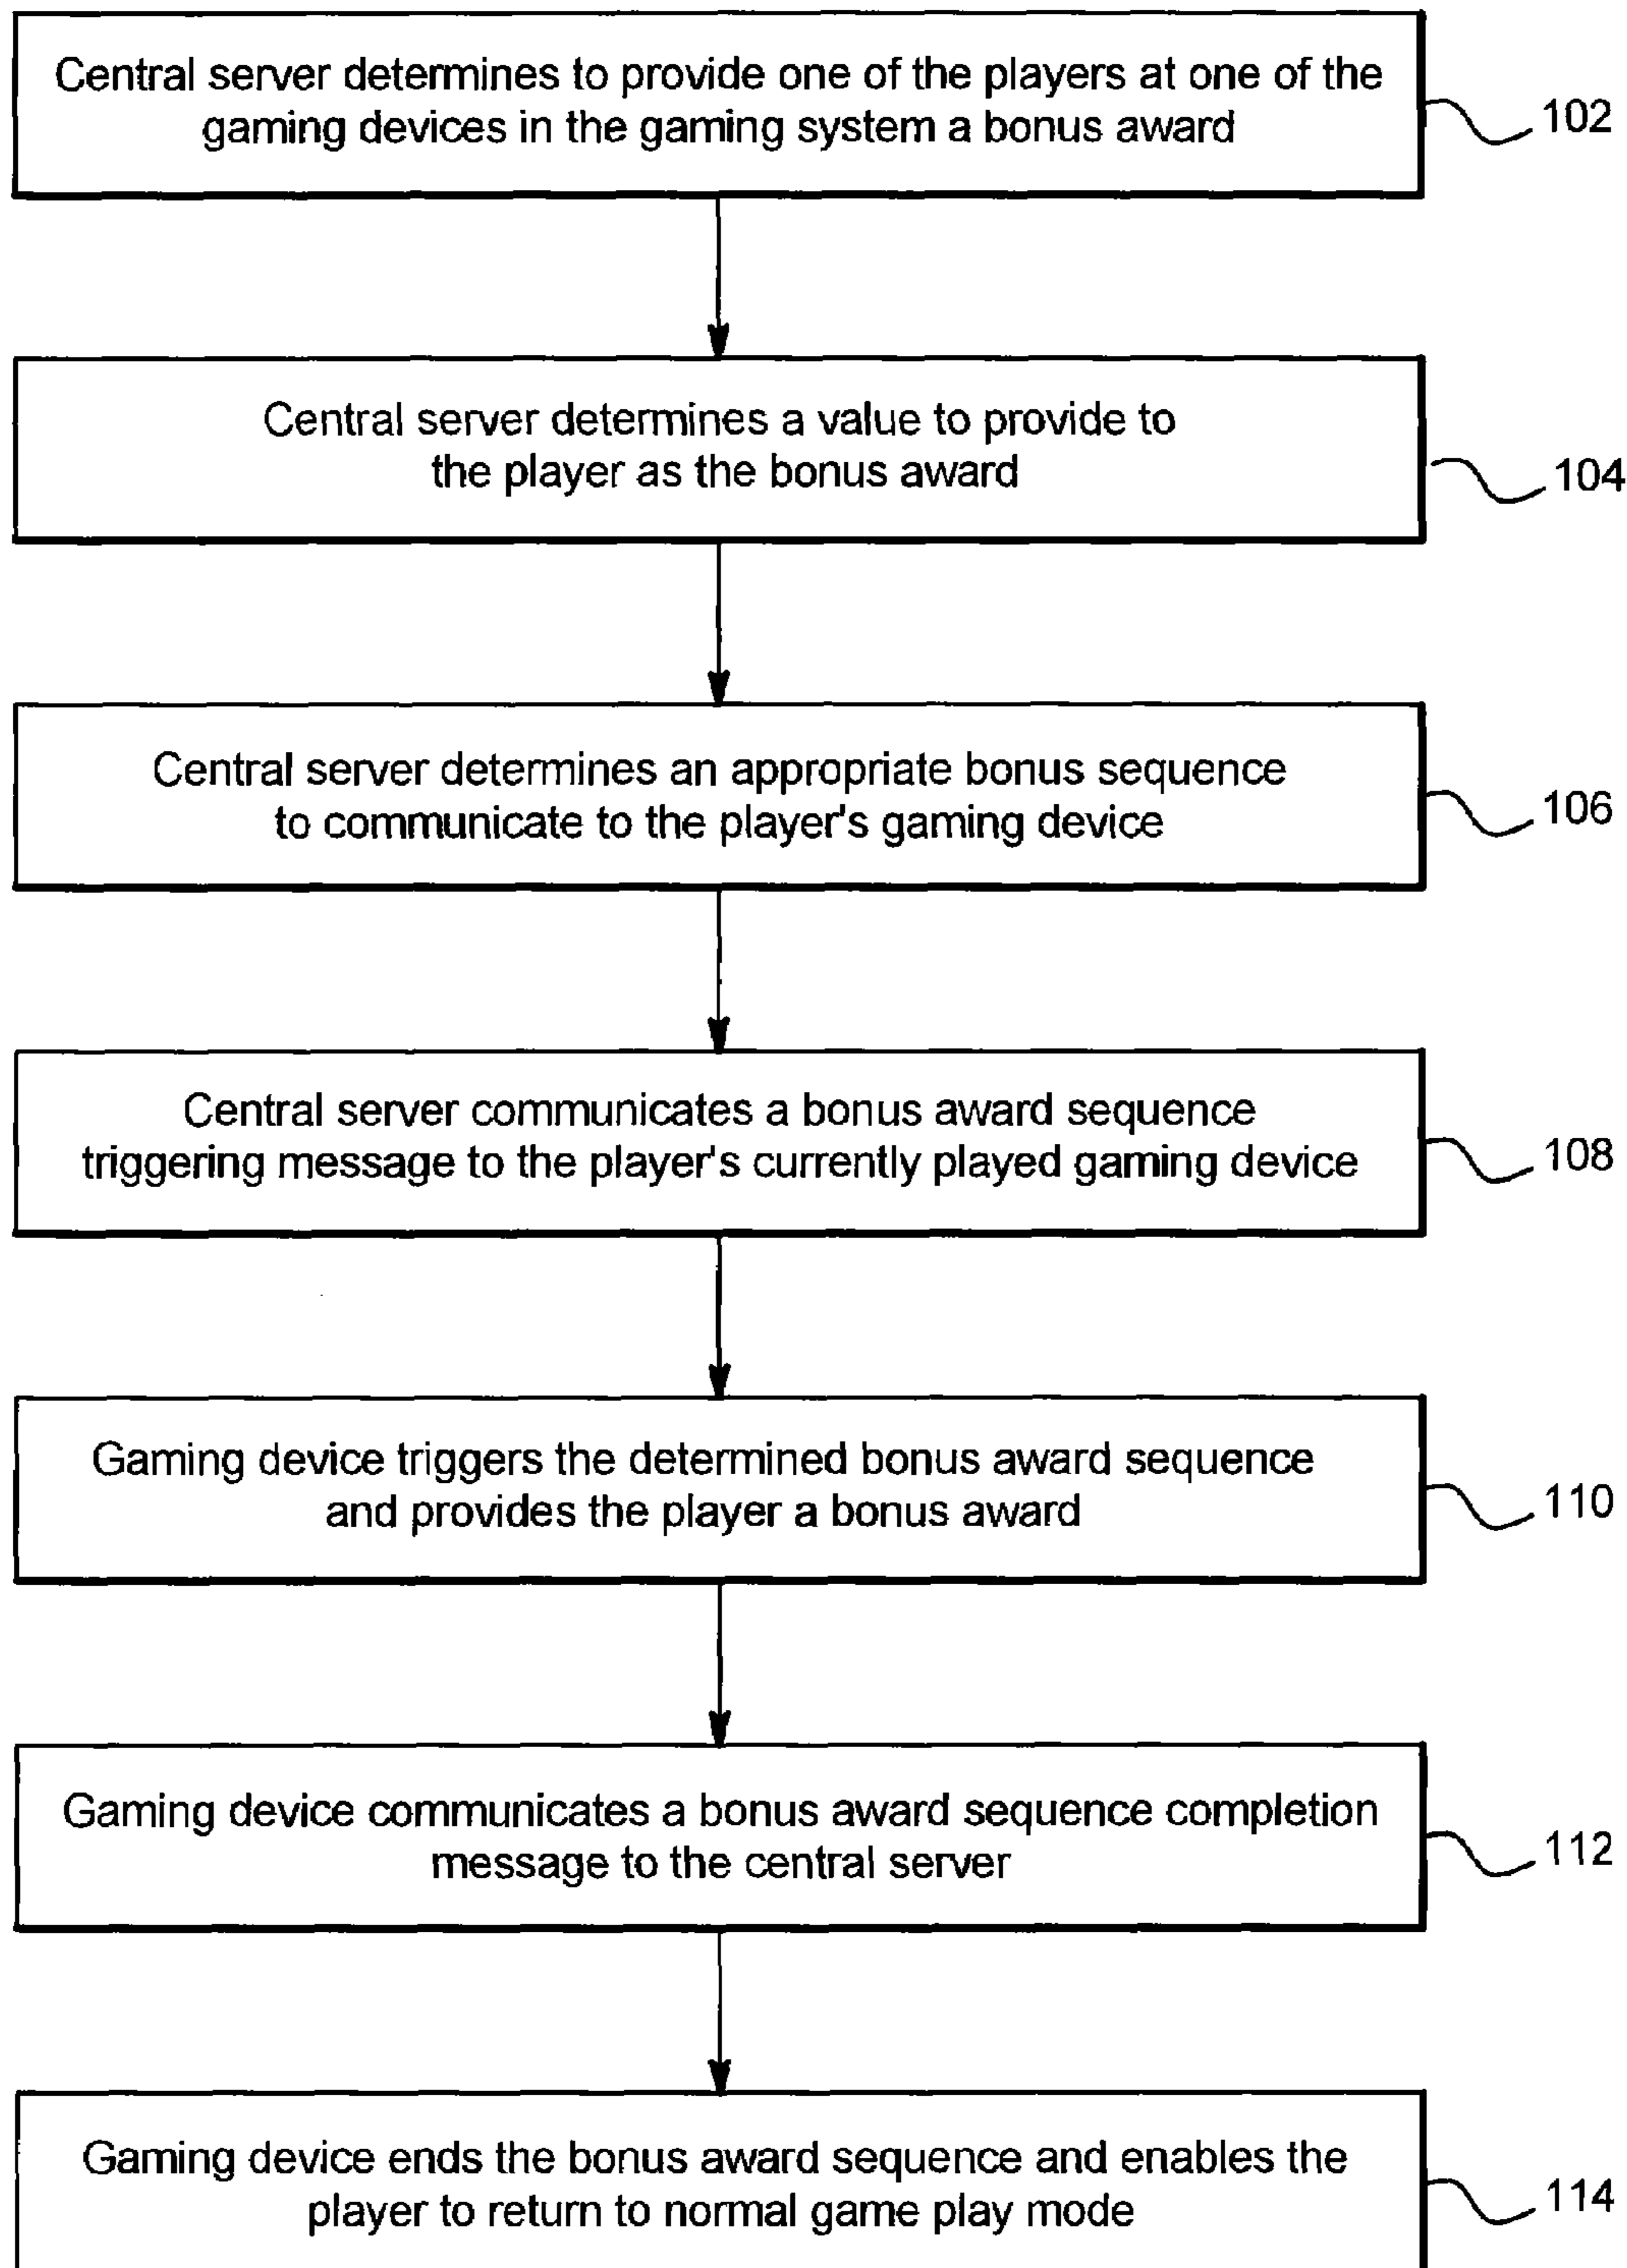 Central server determines to provide one of the players at one of the
gaming devices in the gaming system a bonus award
102
Central server determines a value to provide to
the player as the bonus award
104
Central server determines an appropriate bonus sequence
to communicate to the player's gaming device
106
Central server communicates a bonus award sequence
triggering message to the player's currently played gaming device
108
Gaming device triggers the determined bonus award sequence
and provides the player a bonus award
110
Gaming device communicates a bonus award sequence completion
message to the central server
112
Gaming device ends the bonus award sequence and enables the
player to return to normal game play mode
114